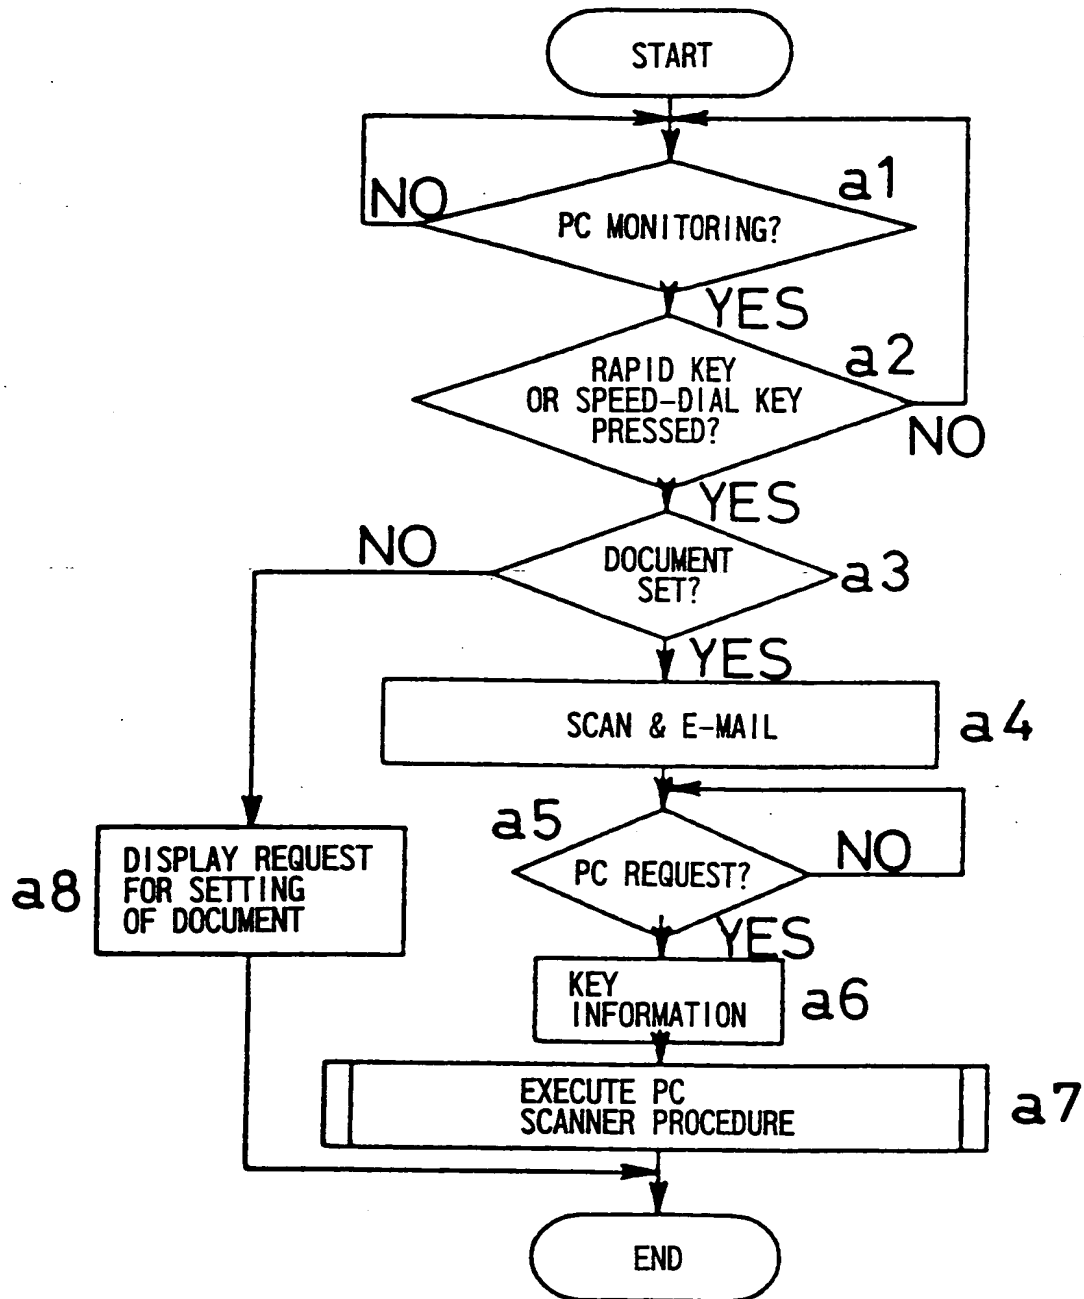 START
a1
NO
PC MONITORING?
YES
a2
RAPID KEY
OR SPEED-DIAL KEY
PRESSED?
NO
YES
NO
DOCUMENT
SET?
a3
YES
SCAN & E-MAIL
a4
a5
PC REQUEST?
NO
DISPLAY REQUEST
FOR SETTING
OF DOCUMENT
a8
YES
KEY
INFORMATION
a6
EXECUTE PC
SCANNER PROCEDURE
a7
END